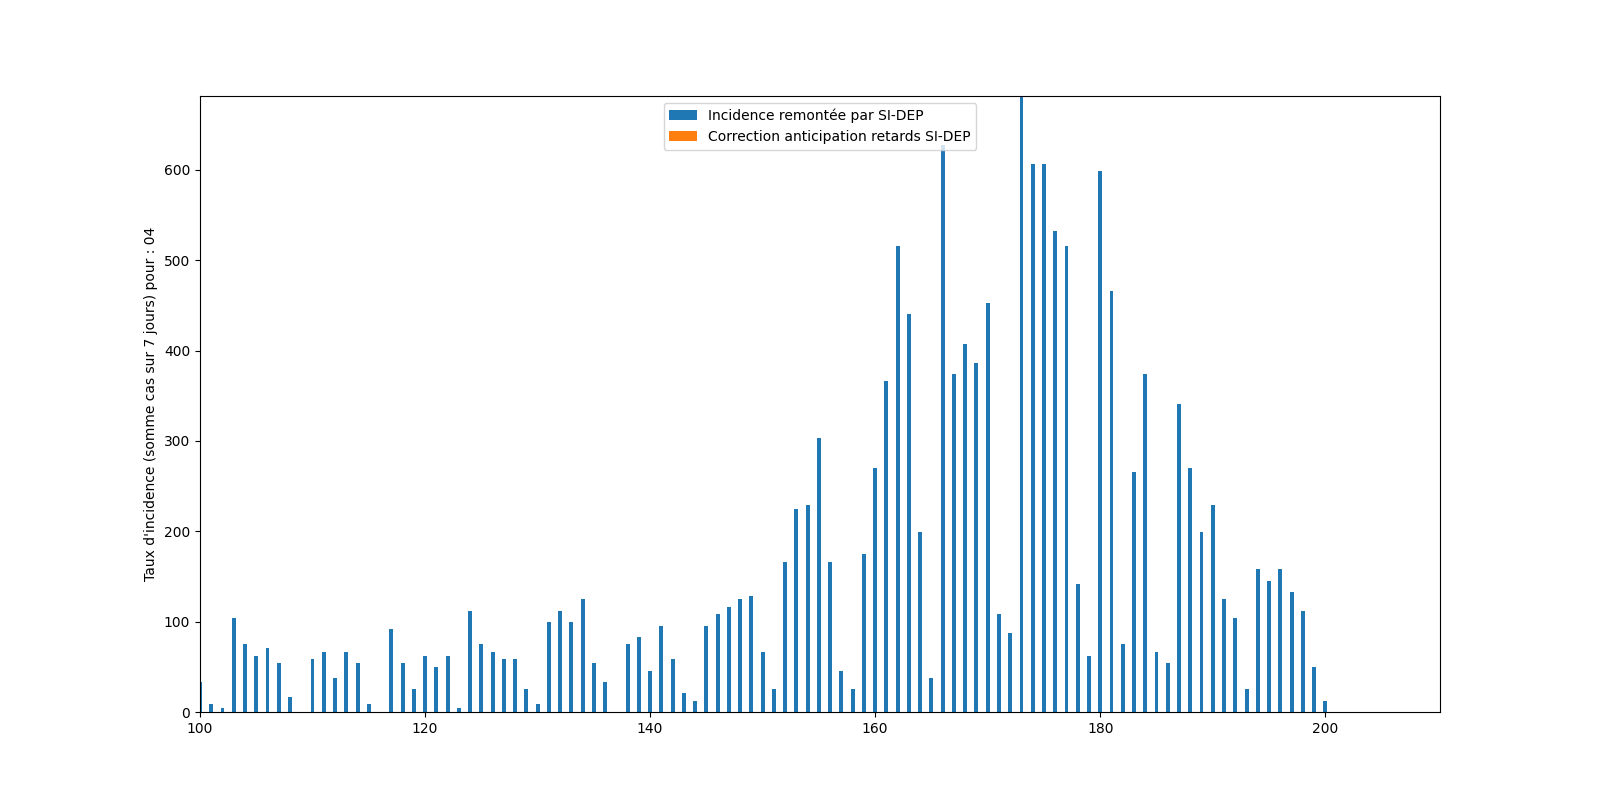 Incidence remontée par SI-DEP
Correction anticipation retards SI-DEP
Taux d'incidence (somme cas sur 7 jours) pour : 04
600
500
400
300
200
100
0
100 120 140 160 180 200